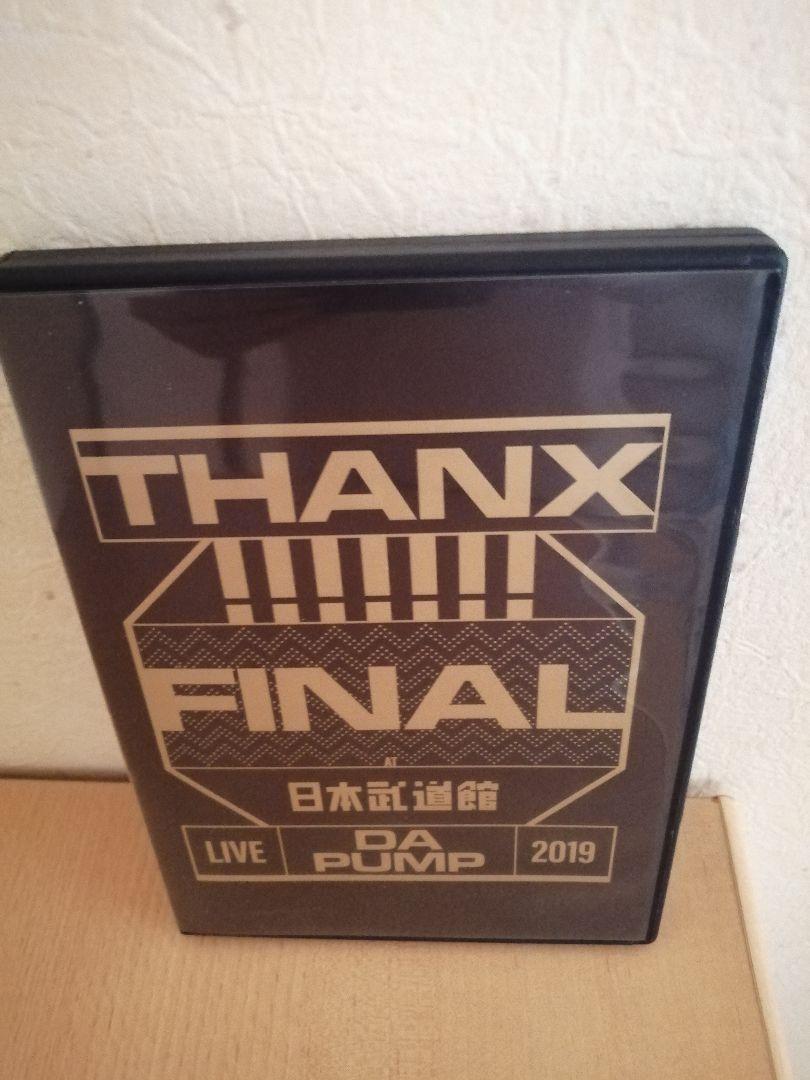 THANX
!!!!!!!
FINAL
AT
日本武道館
LIVE
DA
PUMP
2019